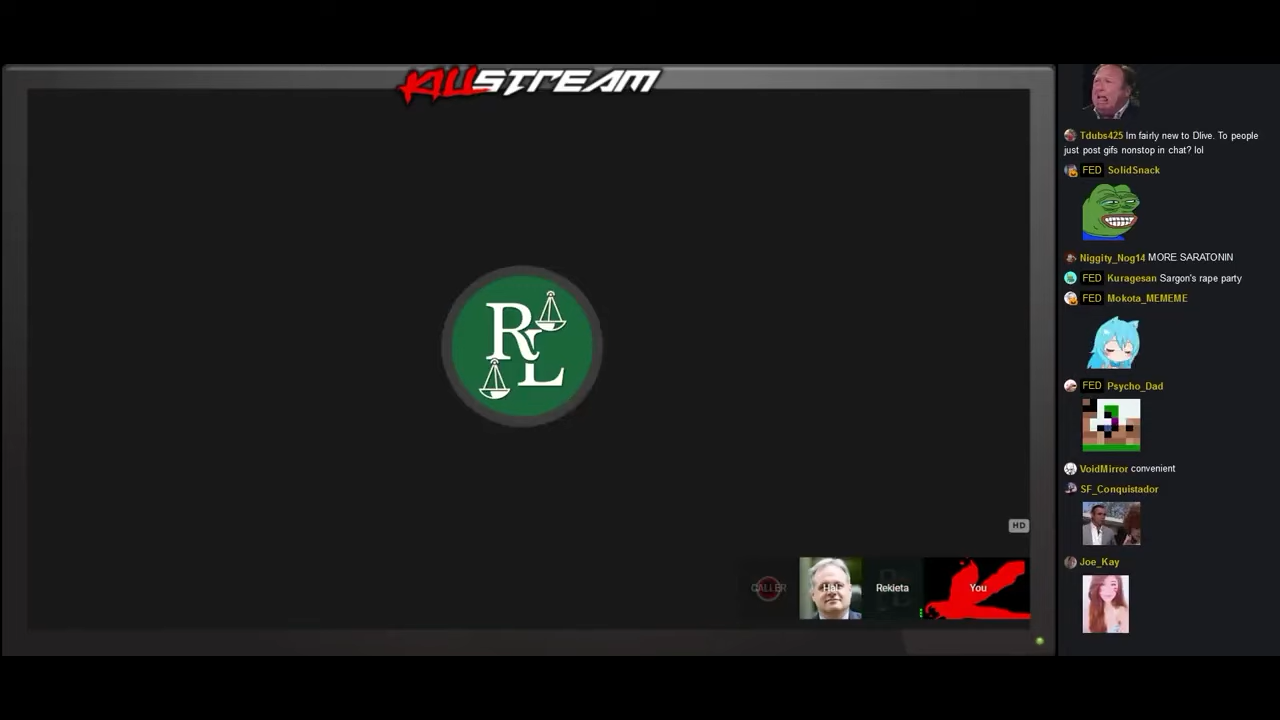 KILLSTREAM
RL
HD
CALLER
Hal
Rekieta
You
Tdubs425 Im fairly new to Dlive. To people
just post gifs nonstop in chat? lol
FED SolidSnack
Niggity_Nog14 MORE SARATONIN
FED Kuragesan Sargon's rape party
FED Mokota_MEMEME
FED Psycho_Dad
VoidMirror convenient
SF_Conquistador
Joe_Kay